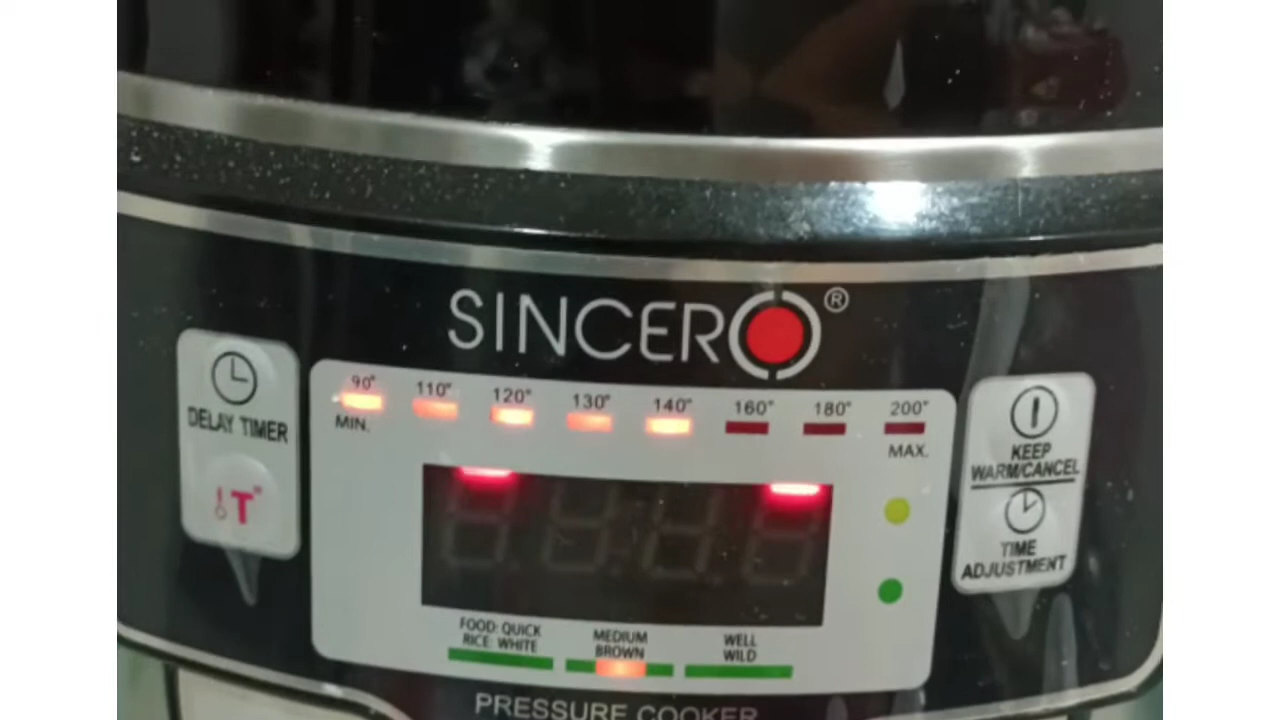 SINCERO®
DELAY TIMER
T°
90° 110° 120° 130° 140° 160° 180° 200°
MIN. MAX.
KEEP
WARM/CANCEL
TIME
ADJUSTMENT
FOOD: QUICK MEDIUM WELL
RICE: WHITE BROWN WILD
PRESSURE COOKER